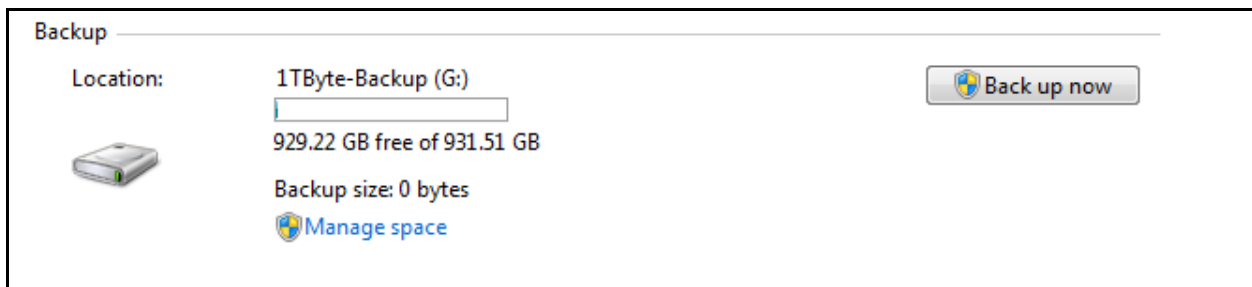 Backup
Location:
1TByte-Backup (G:)
Back up now
929.22 GB free of 931.51 GB
Backup size: 0 bytes
Manage space